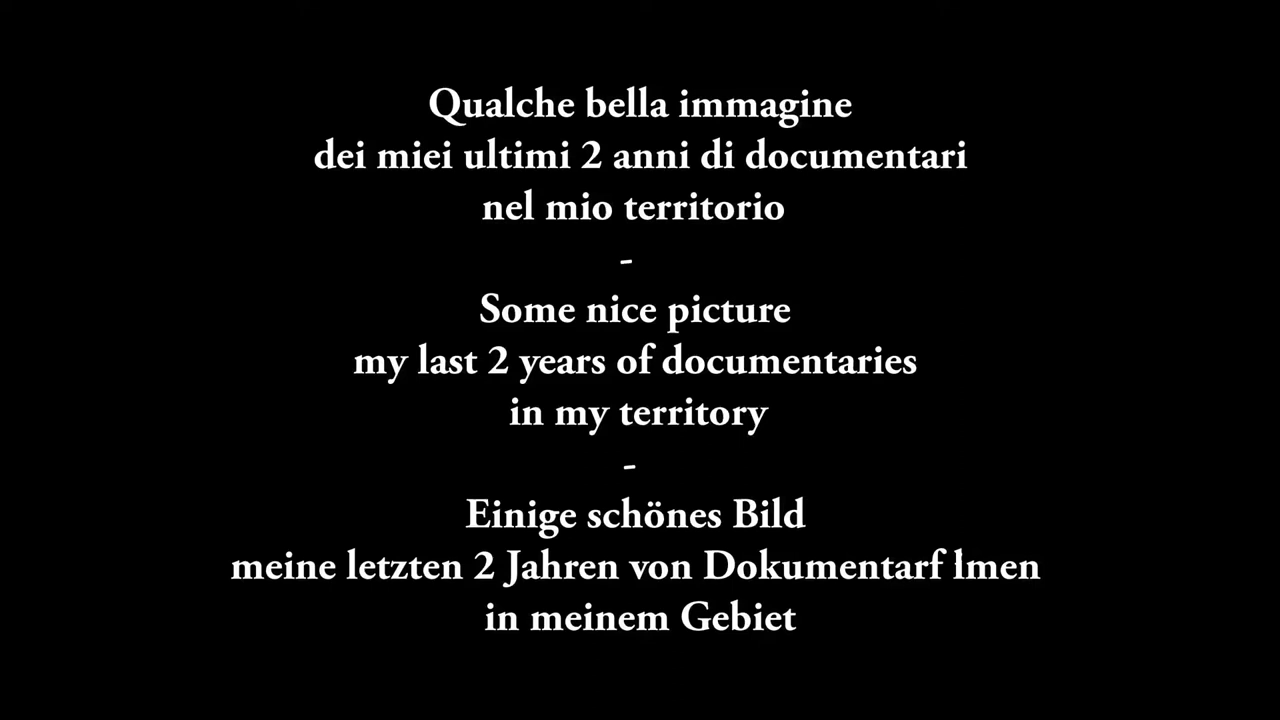 Qualche bella immagine
dei miei ultimi 2 anni di documentari
nel mio territorio
-
Some nice picture
my last 2 years of documentaries
in my territory
-
Einige schönes Bild
meine letzten 2 Jahren von Dokumentarf lmen
in meinem Gebiet